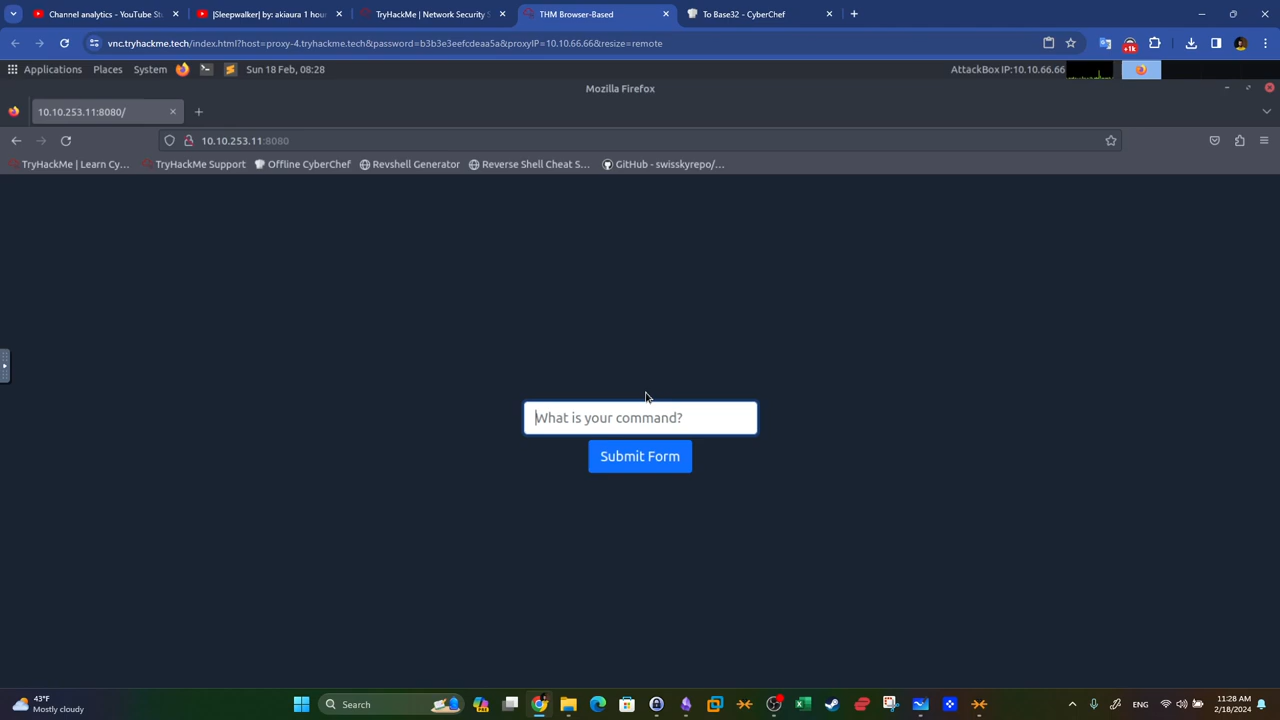 Channel analytics - YouTube Stu
|Sleepwalker| by: akiaura 1 hour
TryHackMe | Network Security S
THM Browser-Based
To Base32 - CyberChef
vnc.tryhackme.tech/index.html?host=proxy-4.tryhackme.tech&password=b3b3e3eefcdeaa5a&proxyIP=10.10.66.66&resize=remote
+1k
Applications Places System
Sun 18 Feb, 08:28
AttackBox IP:10.10.66.66
Mozilla Firefox
10.10.253.11:8080/
10.10.253.11:8080
TryHackMe | Learn Cy...
TryHackMe Support
Offline CyberChef
Revshell Generator
Reverse Shell Cheat S...
GitHub - swisskyrepo/...
What is your command?
Submit Form
43°F
Mostly cloudy
Search
ENG
11:28 AM
2/18/2024